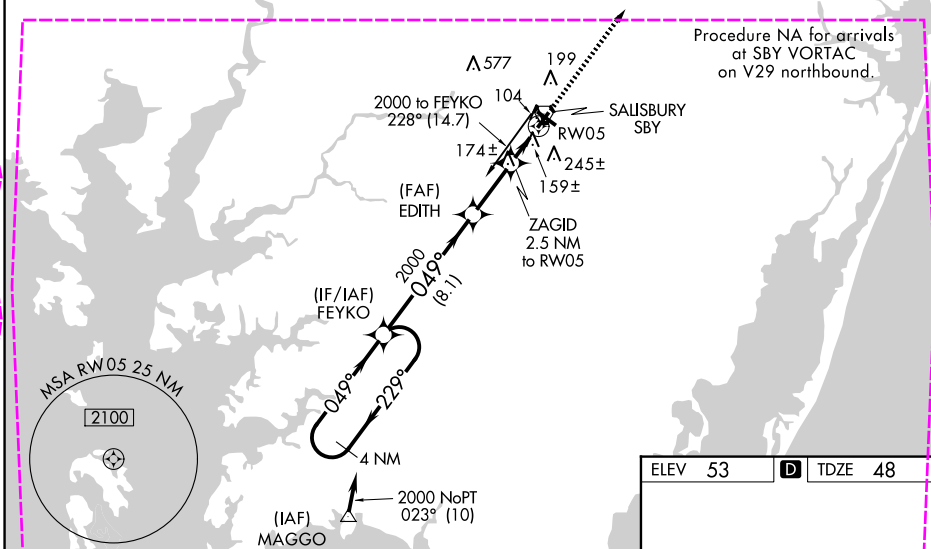 Procedure NA for arrivals
at SBY VORTAC
on V29 northbound.
577
199
2000 to FEYKO
228° (14.7)
104
SALISBURY
SBY
RW05
174±
245±
159±
(FAF)
EDITH
ZAGID
2.5 NM
to RW05
2000
049°
(8.1)
(IF/IAF)
FEYKO
049°
229°
4 NM
MSA RW05 25 NM
2100
2000 NoPT
023° (10)
(IAF)
MAGGO
ELEV 53 D TDZE 48